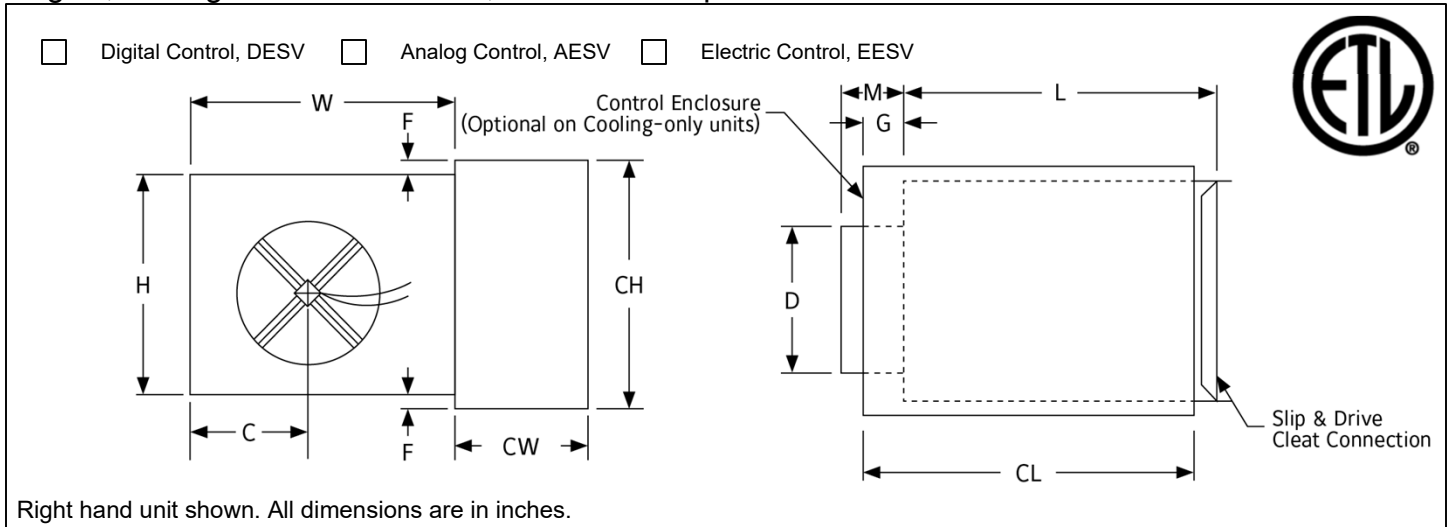 Digital Control, DESV Analog Control, AESV Electric Control, EESV
ETL
®
W
F
Control Enclosure
(Optional on Cooling-only units)
M
L
G
H
CH
D
C
F
CW
CL
Slip & Drive
Cleat Connection
Right hand unit shown. All dimensions are in inches.